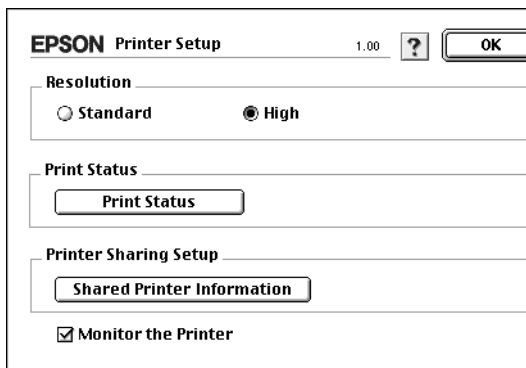 EPSON Printer Setup 1.00 ? OK
Resolution
Standard High
Print Status
Print Status
Printer Sharing Setup
Shared Printer Information
Monitor the Printer